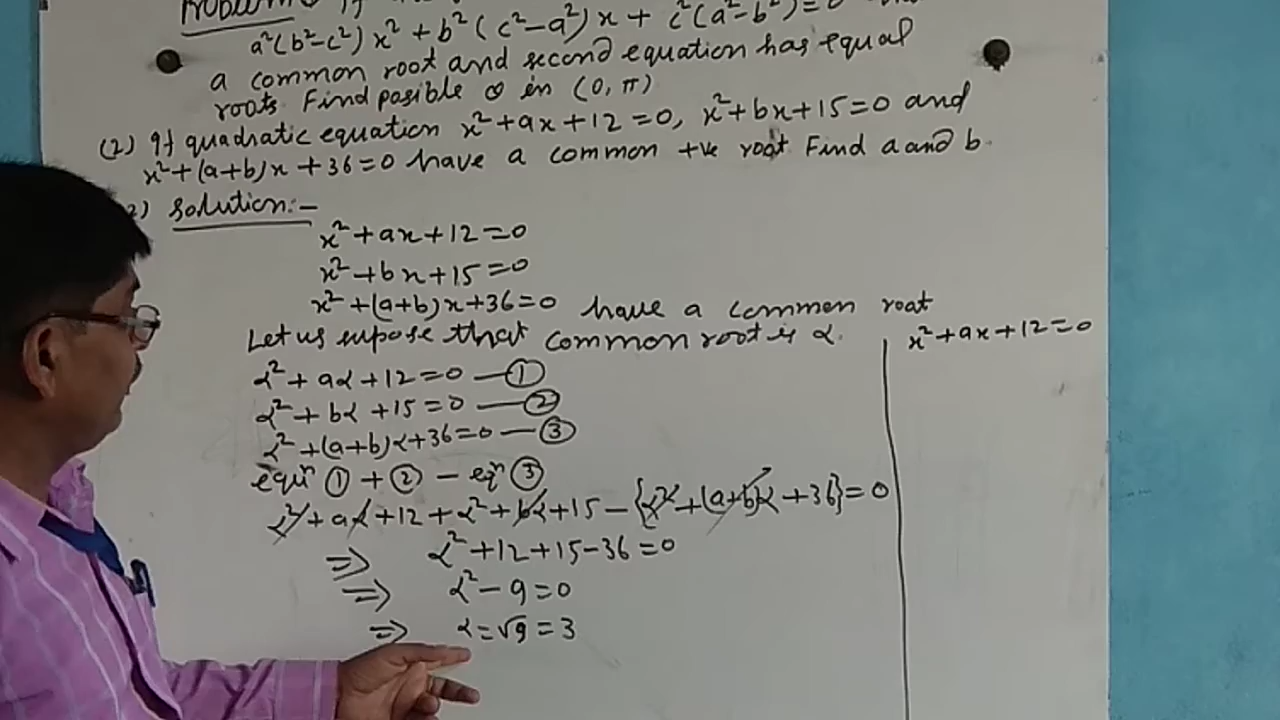 Problem
a²(b²-c²) x² + b² (c²-a²) x + c² (a²-b²) = 0
a common root and second equation has equal
roots. Find pasible θ in (0, π)
(2) If quadratic equation x²+ax+12=0, x²+bx+15=0 and
x²+(a+b)x+36=0 have a common +ve root Find a and b.
2) Solution:-
x²+ax+12=0
x²+bx+15=0
x²+(a+b)x+36=0 have a common root
Let us supose that common root is α.
x²+ax+12=0
α²+aα+12=0 —①
α²+bα+15=0 —②
α²+(a+b)α+36=0 —③
equⁿ ① + ② - eqⁿ ③
α²+aα+12+α²+bα+15-{α²+(a+b)α+36}=0
⇒ α²+12+15-36=0
⇒ α²-9=0
⇒ α=√9=3